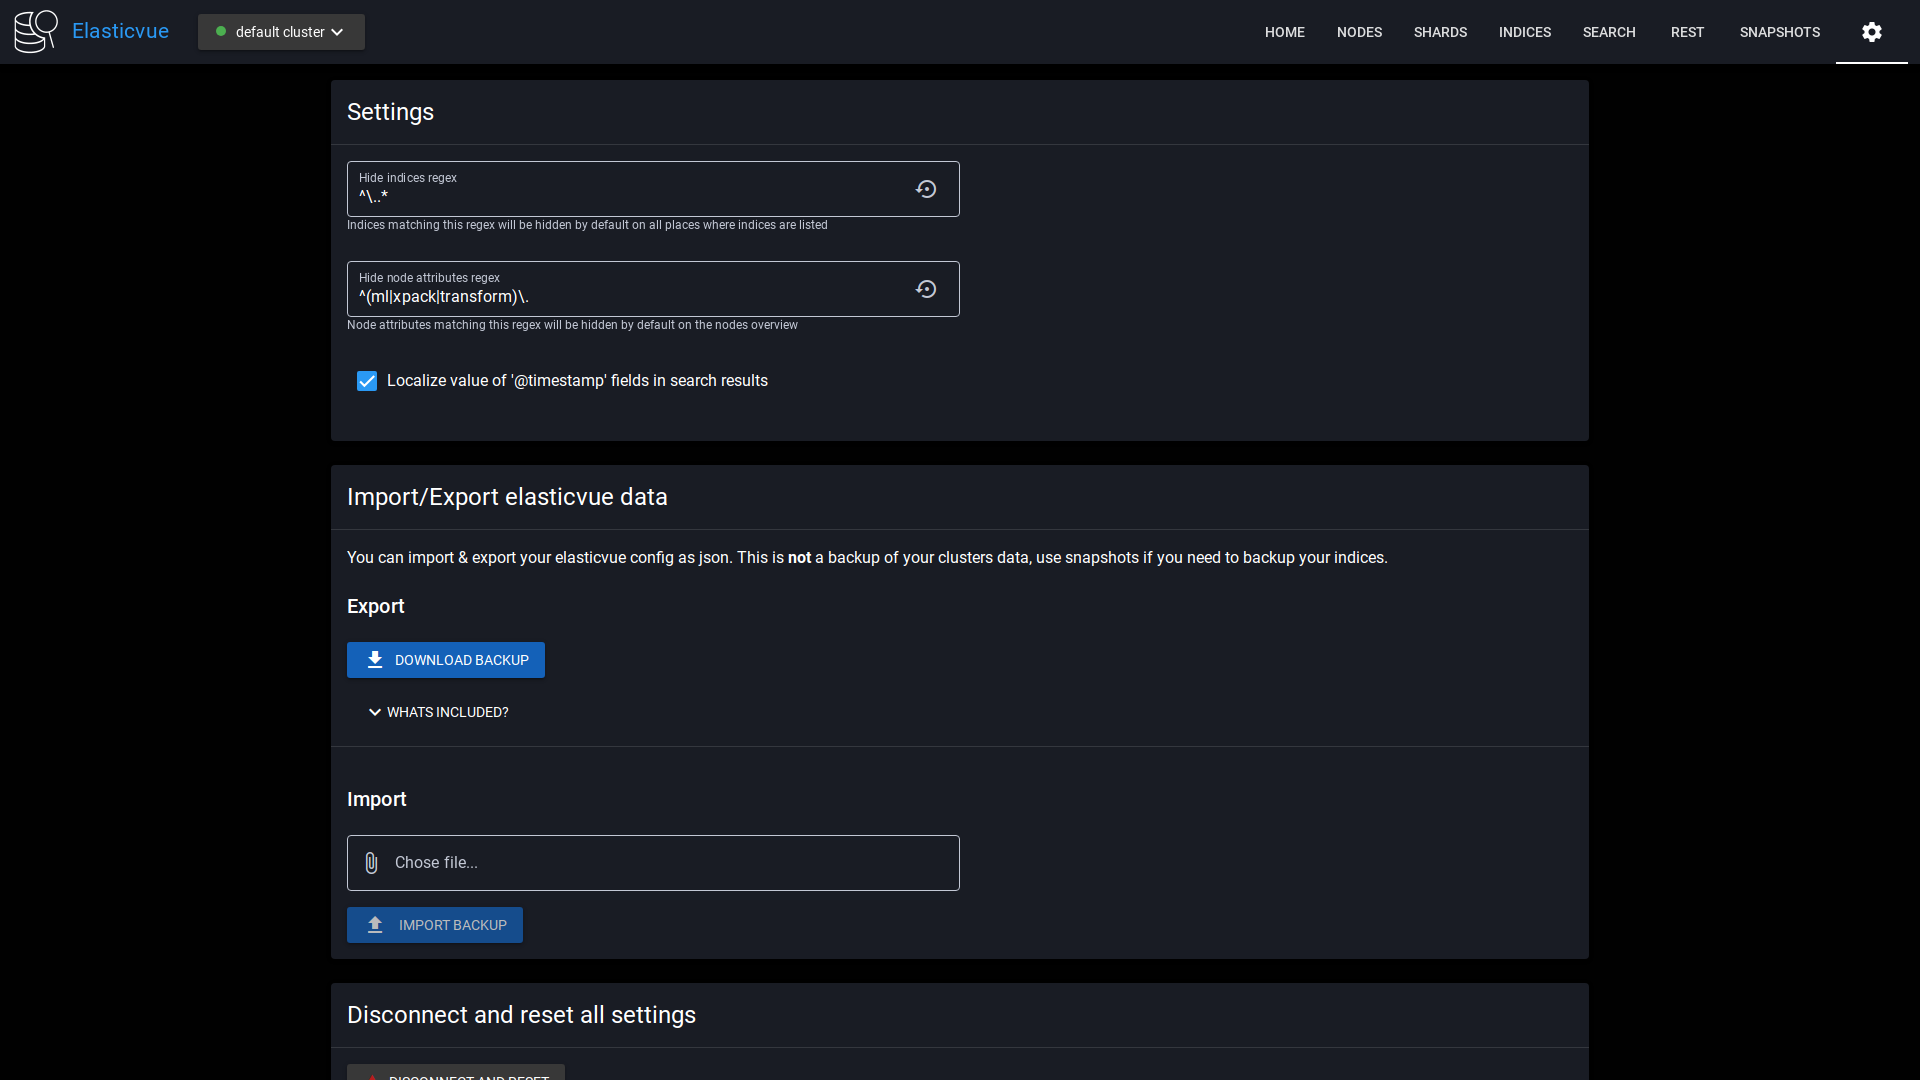 Elasticvue
default cluster
HOME
NODES
SHARDS
INDICES
SEARCH
REST
SNAPSHOTS
Settings
Hide indices regex
^\..*
Indices matching this regex will be hidden by default on all places where indices are listed
Hide node attributes regex
^(ml|xpack|transform)\.
Node attributes matching this regex will be hidden by default on the nodes overview
Localize value of '@timestamp' fields in search results
Import/Export elasticvue data
You can import & export your elasticvue config as json. This is not a backup of your clusters data, use snapshots if you need to backup your indices.
Export
DOWNLOAD BACKUP
WHATS INCLUDED?
Import
Chose file...
IMPORT BACKUP
Disconnect and reset all settings
DISCONNECT AND RESET